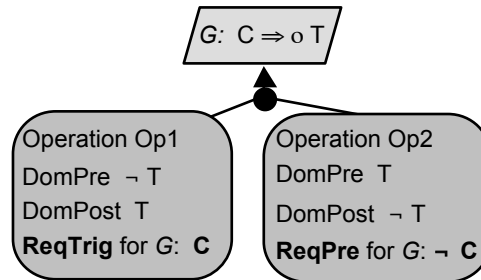 G: C ⇒ o T
Operation Op1
DomPre ¬ T
DomPost T
ReqTrig for G: C
Operation Op2
DomPre T
DomPost ¬ T
ReqPre for G: ¬ C